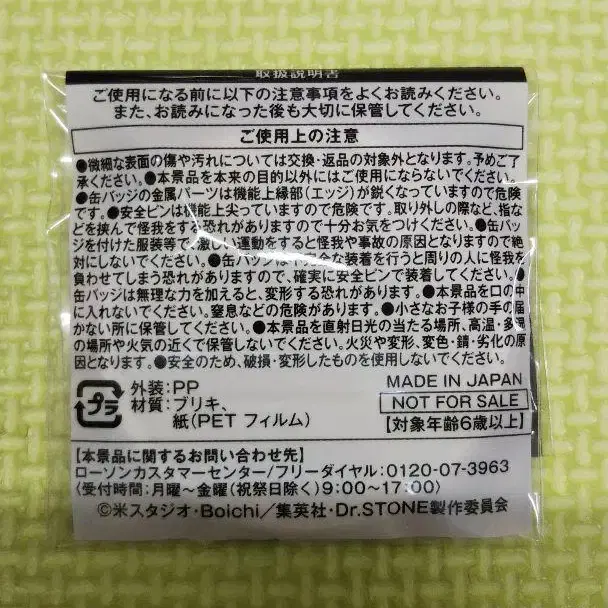 取扱説明書
ご使用になる前に以下の注意事項をよくお読みください。
また、お読みになった後も大切に保管してください。
ご使用上の注意
●微細な表面の傷や汚れについては交換・返品の対象外となります。予めご了
承ください。●本景品を本来の目的以外にはご使用にならないでください。
●缶バッジの金属パーツは機能上縁部(エッジ)が鋭くなっていますので危険
です。●安全ピンは機能上尖っていますので危険です。取り外しの際など、指な
どを挟んで怪我をする恐れがありますので十分お気をつけください。●缶バッ
ジを付けた服装等で、激しい運動をすると怪我や事故の原因となりますので絶
対にしないでください。●缶バッジは不完全な装着を行うと周りの人に怪我を
負わせてしまう恐れがありますので、確実に安全ピンで装着してください。●
缶バッジは無理な力を加えると、変形する恐れがあります。●本景品を口の中
に入れないでください。窒息などの危険があります。●小さなお子様の手の届
かない所に保管してください。●本景品を直射日光の当たる場所、高温・多湿
の場所や火気の近くで保管しないでください。火災や変形、変色・錆・劣化の原
因となります。●安全のため、破損・変形したものを使用しないでください。
プラ
外装:PP
材質:ブリキ、
紙(PET フィルム)
MADE IN JAPAN
NOT FOR SALE
【対象年齢6歳以上】
【本景品に関するお問い合わせ先】
ローソンカスタマーセンター/フリーダイヤル:0120-07-3963
〈受付時間:月曜〜金曜(祝祭日除く)9:00〜17:00〉
©米スタジオ・Boichi/集英社・Dr.STONE製作委員会